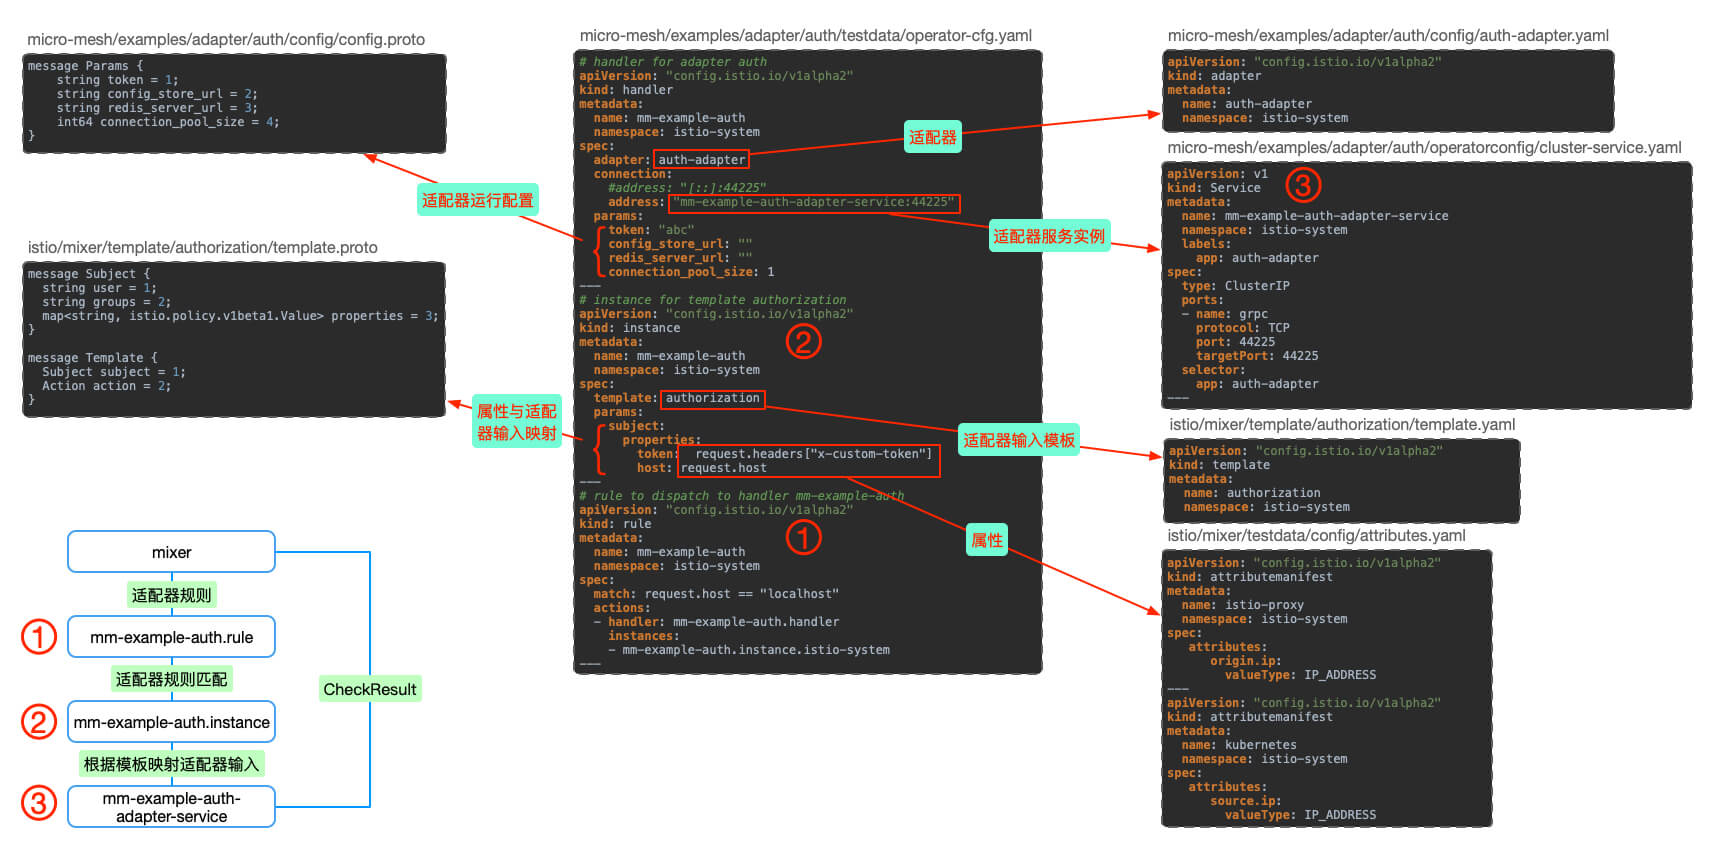 micro-mesh/examples/adapter/auth/config/config.proto
message Params {
string token = 1;
string config_store_url = 2;
string redis_server_url = 3;
int64 connection_pool_size = 4;
}
适配器运行配置
istio/mixer/template/authorization/template.proto
message Subject {
string user = 1;
string groups = 2;
map<string, istio.policy.v1beta1.Value> properties = 3;
}
message Template {
Subject subject = 1;
Action action = 2;
}
属性与适配
器输入映射
mixer
适配器规则
①
mm-example-auth.rule
适配器规则匹配
②
mm-example-auth.instance
根据模板映射适配器输入
③
mm-example-auth-
adapter-service
CheckResult
micro-mesh/examples/adapter/auth/testdata/operator-cfg.yaml
# handler for adapter auth
apiVersion: "config.istio.io/v1alpha2"
kind: handler
metadata:
name: mm-example-auth
namespace: istio-system
spec:
adapter: auth-adapter
connection:
#address: "[::]:44225"
address: "mm-example-auth-adapter-service:44225"
params:
token: "abc"
config_store_url: ""
redis_server_url: ""
connection_pool_size: 1
---
# instance for template authorization
apiVersion: "config.istio.io/v1alpha2"
kind: instance
②
metadata:
name: mm-example-auth
namespace: istio-system
spec:
template: authorization
params:
subject:
properties:
token: request.headers["x-custom-token"]
host: request.host
---
# rule to dispatch to handler mm-example-auth
apiVersion: "config.istio.io/v1alpha2"
kind: rule
①
metadata:
name: mm-example-auth
namespace: istio-system
spec:
match: request.host == "localhost"
actions:
- handler: mm-example-auth.handler
instances:
- mm-example-auth.instance.istio-system
---
适配器
适配器服务实例
适配器输入模板
属性
micro-mesh/examples/adapter/auth/config/auth-adapter.yaml
apiVersion: "config.istio.io/v1alpha2"
kind: adapter
metadata:
name: auth-adapter
namespace: istio-system
micro-mesh/examples/adapter/auth/operatorconfig/cluster-service.yaml
apiVersion: v1
kind: Service
③
metadata:
name: mm-example-auth-adapter-service
namespace: istio-system
labels:
app: auth-adapter
spec:
type: ClusterIP
ports:
- name: grpc
protocol: TCP
port: 44225
targetPort: 44225
selector:
app: auth-adapter
---
istio/mixer/template/authorization/template.yaml
apiVersion: "config.istio.io/v1alpha2"
kind: template
metadata:
name: authorization
namespace: istio-system
istio/mixer/testdata/config/attributes.yaml
apiVersion: "config.istio.io/v1alpha2"
kind: attributemanifest
metadata:
name: istio-proxy
namespace: istio-system
spec:
attributes:
origin.ip:
valueType: IP_ADDRESS
---
apiVersion: "config.istio.io/v1alpha2"
kind: attributemanifest
metadata:
name: kubernetes
namespace: istio-system
spec:
attributes:
source.ip:
valueType: IP_ADDRESS